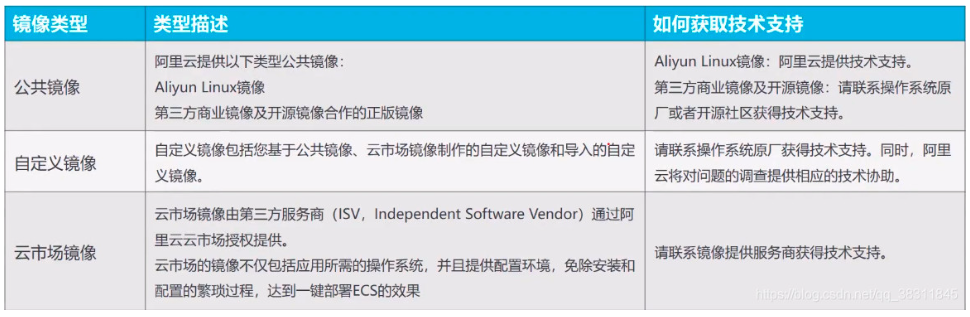 镜像类型 类型描述 如何获取技术支持
公共镜像
阿里云提供以下类型公共镜像：
Aliyun Linux镜像
第三方商业镜像及开源镜像合作的正版镜像
Aliyun Linux镜像：阿里云提供技术支持。
第三方商业镜像及开源镜像：请联系操作系统原
厂或者开源社区获得技术支持。
自定义镜像
自定义镜像包括您基于公共镜像、云市场镜像制作的自定义镜像和导入的自定
义镜像。
请联系操作系统原厂获得技术支持。同时，阿里
云将对问题的调查提供相应的技术协助。
云市场镜像
云市场镜像由第三方服务商（ISV，Independent Software Vendor）通过阿
里云云市场授权提供。
云市场的镜像不仅包括应用所需的操作系统，并且提供配置环境，免除安装和
配置的繁琐过程，达到一键部署ECS的效果
请联系镜像提供服务商获得技术支持。
https://blog.csdn.net/qq_38311845